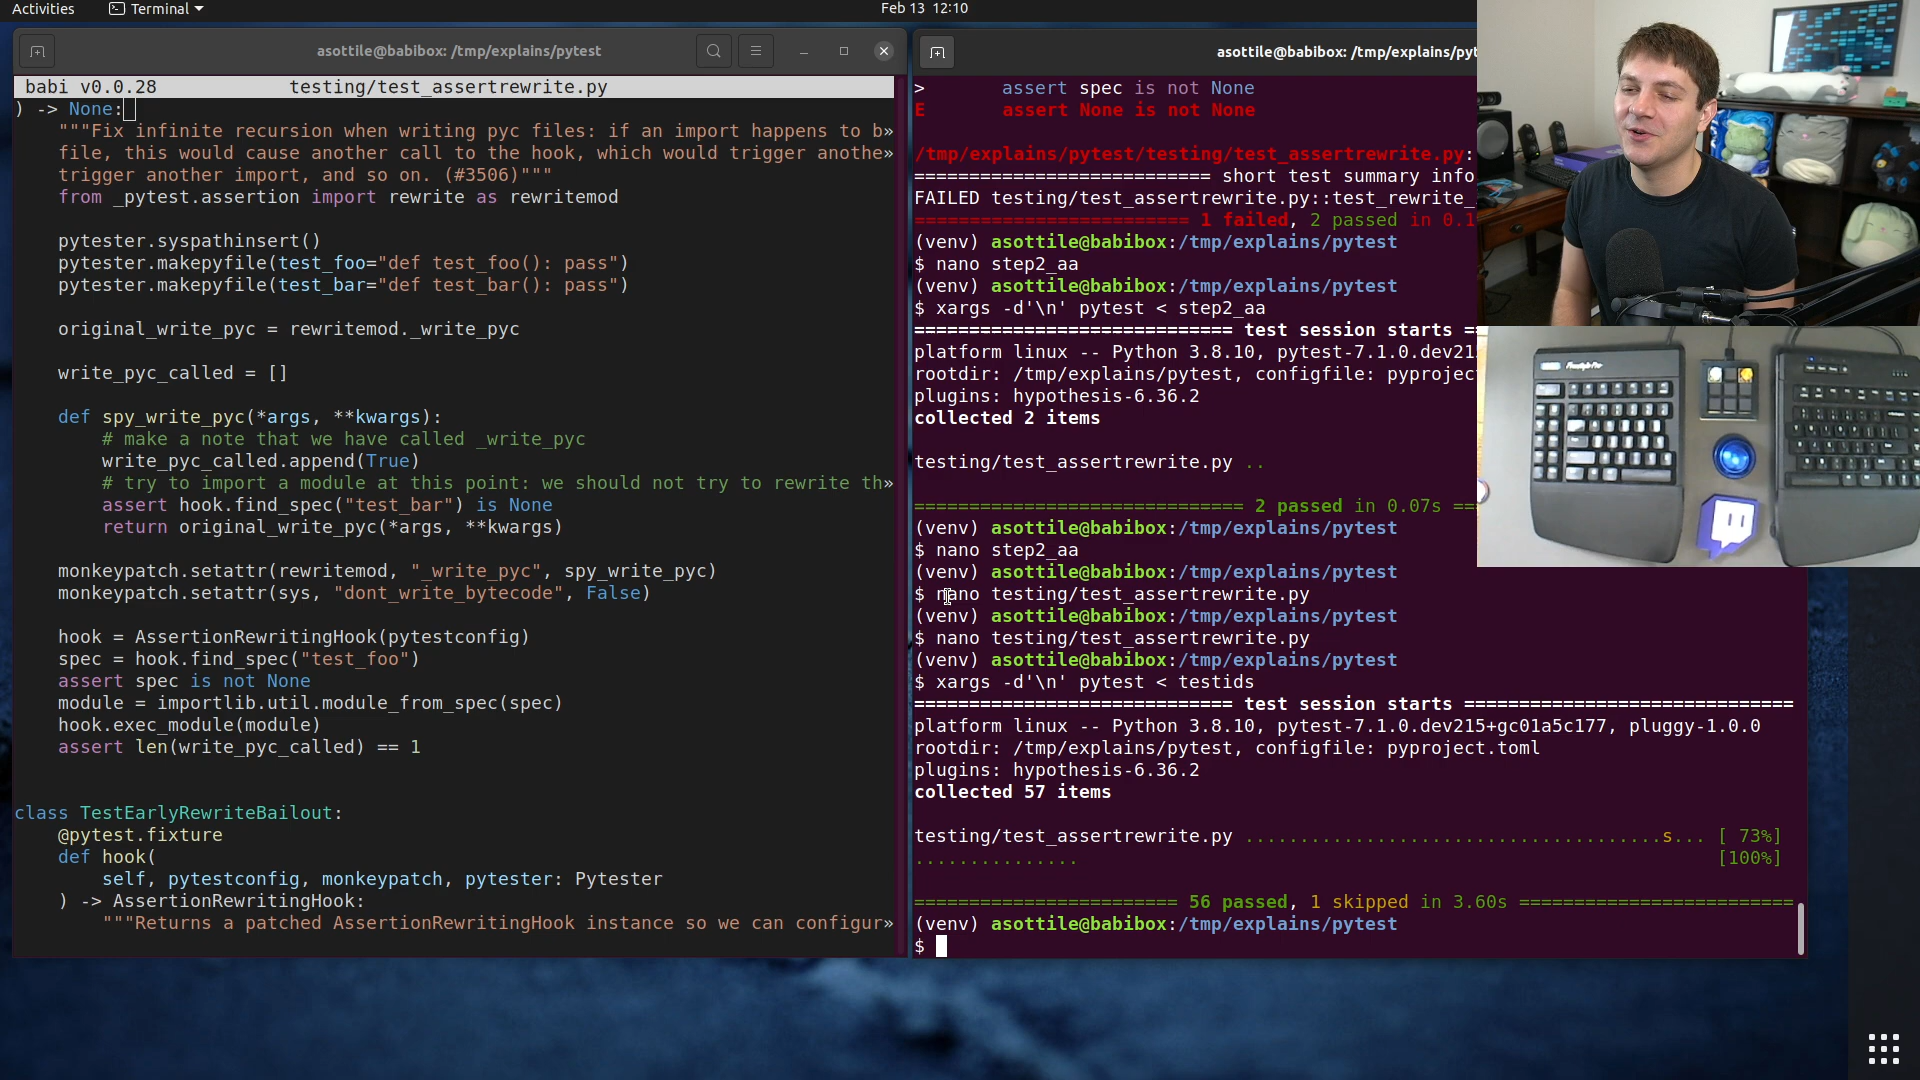 Activities
Terminal
Feb 13 12:10
asottile@babibox: /tmp/explains/pytest
babi v0.0.28 testing/test_assertrewrite.py
) -> None:
"""Fix infinite recursion when writing pyc files: if an import happens to b»
file, this would cause another call to the hook, which would trigger anothe»
trigger another import, and so on. (#3506)"""
from _pytest.assertion import rewrite as rewritemod
pytester.syspathinsert()
pytester.makepyfile(test_foo="def test_foo(): pass")
pytester.makepyfile(test_bar="def test_bar(): pass")
original_write_pyc = rewritemod._write_pyc
write_pyc_called = []
def spy_write_pyc(*args, **kwargs):
# make a note that we have called _write_pyc
write_pyc_called.append(True)
# try to import a module at this point: we should not try to rewrite th»
assert hook.find_spec("test_bar") is None
return original_write_pyc(*args, **kwargs)
monkeypatch.setattr(rewritemod, "_write_pyc", spy_write_pyc)
monkeypatch.setattr(sys, "dont_write_bytecode", False)
hook = AssertionRewritingHook(pytestconfig)
spec = hook.find_spec("test_foo")
assert spec is not None
module = importlib.util.module_from_spec(spec)
hook.exec_module(module)
assert len(write_pyc_called) == 1
class TestEarlyRewriteBailout:
@pytest.fixture
def hook(
self, pytestconfig, monkeypatch, pytester: Pytester
) -> AssertionRewritingHook:
"""Returns a patched AssertionRewritingHook instance so we can configur»
asottile@babibox: /tmp/explains/pyt
> assert spec is not None
E assert None is not None
/tmp/explains/pytest/testing/test_assertrewrite.py:
=========================== short test summary info
FAILED testing/test_assertrewrite.py::test_rewrite_
========================= 1 failed, 2 passed in 0.1
(venv) asottile@babibox:/tmp/explains/pytest
$ nano step2_aa
(venv) asottile@babibox:/tmp/explains/pytest
$ xargs -d'\n' pytest < step2_aa
============================= test session starts ==
platform linux -- Python 3.8.10, pytest-7.1.0.dev21
rootdir: /tmp/explains/pytest, configfile: pyprojec
plugins: hypothesis-6.36.2
collected 2 items
testing/test_assertrewrite.py ..
============================== 2 passed in 0.07s ==
(venv) asottile@babibox:/tmp/explains/pytest
$ nano step2_aa
(venv) asottile@babibox:/tmp/explains/pytest
$ nano testing/test_assertrewrite.py
(venv) asottile@babibox:/tmp/explains/pytest
$ nano testing/test_assertrewrite.py
(venv) asottile@babibox:/tmp/explains/pytest
$ xargs -d'\n' pytest < testids
============================= test session starts ==============================
platform linux -- Python 3.8.10, pytest-7.1.0.dev215+gc01a5c177, pluggy-1.0.0
rootdir: /tmp/explains/pytest, configfile: pyproject.toml
plugins: hypothesis-6.36.2
collected 57 items
testing/test_assertrewrite.py ......................................s... [ 73%]
............... [100%]
======================== 56 passed, 1 skipped in 3.60s =========================
(venv) asottile@babibox:/tmp/explains/pytest
$